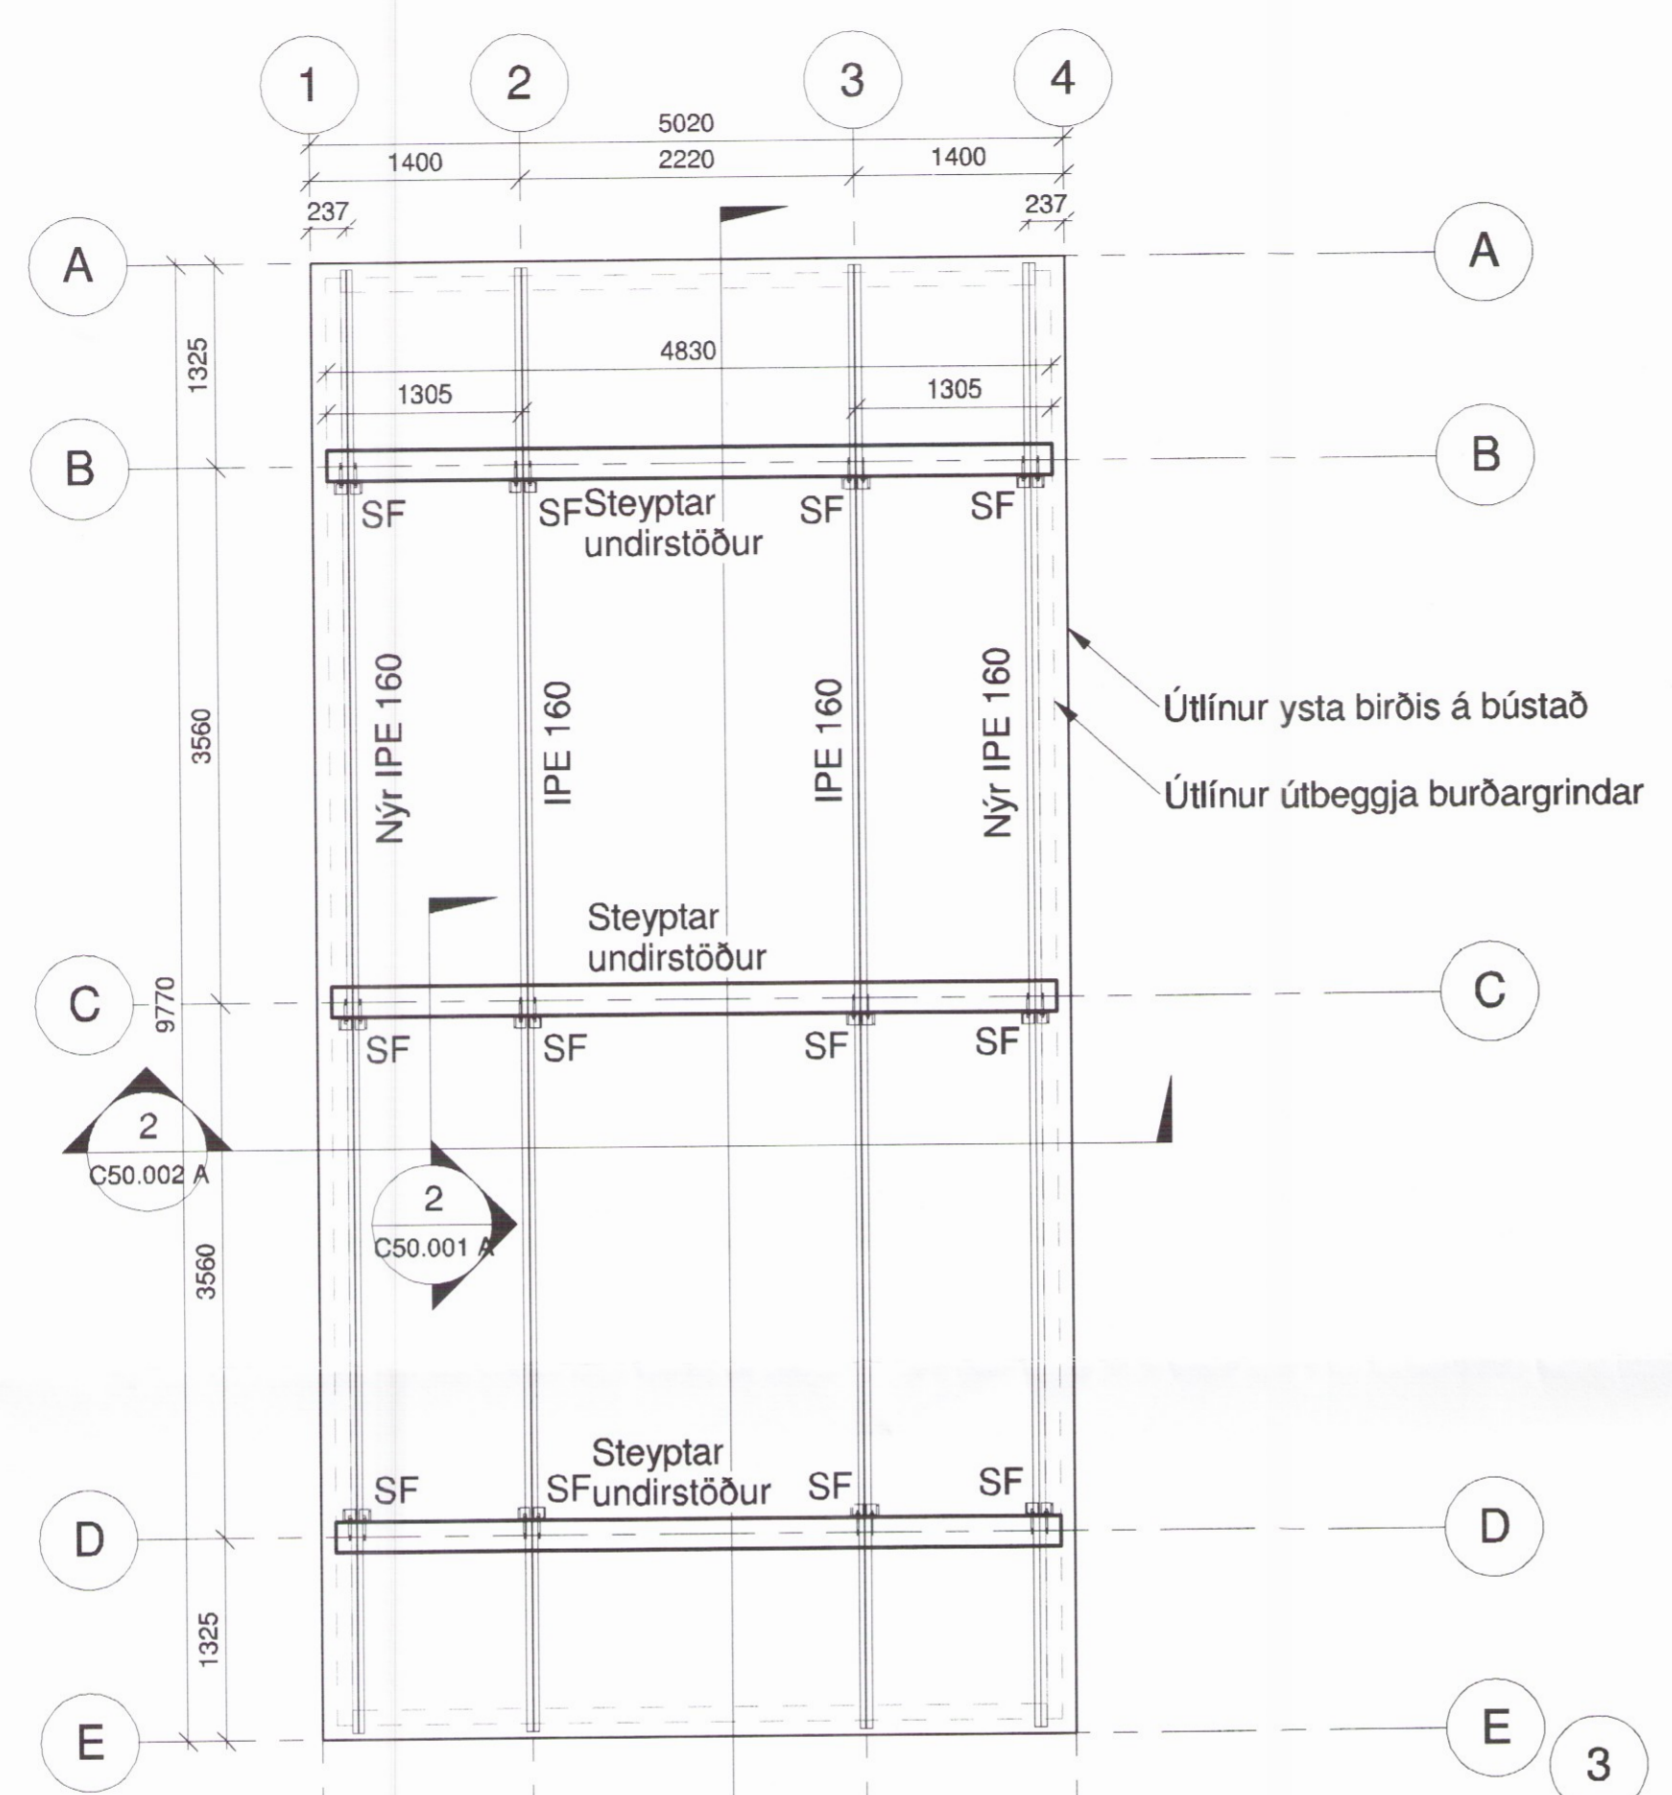 1
2
3
4
5020
1400
2220
1400
237
237
A
A
1325
4830
1305
1305
B
B
SF
SF
Steyptar
undirstöður
SF
SF
3560
Nýr IPE 160
IPE 160
IPE 160
Nýr IPE 160
Útlínur ysta birðis á bústað
Útlínur útbeggja burðargrindar
Steyptar
undirstöður
C
9770
C
SF
SF
SF
SF
2
C50.002 A
2
C50.001 A
3560
Steyptar
undirstöður
SF
SF
SF
SF
D
D
1325
E
E
3